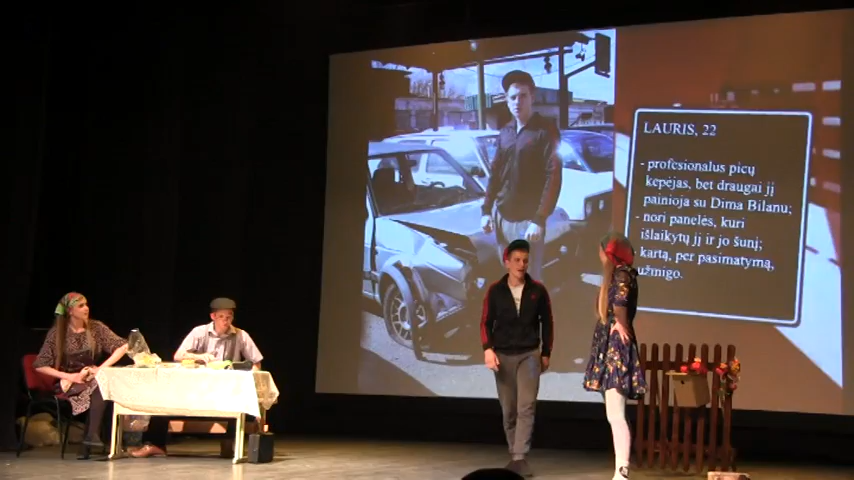 LAURIS, 22
- profesionalus picų
kepėjas, bet draugai jį
painioja su Dima Bilanu;
- nori panelės, kuri
išlaikytų jį ir jo šunį;
kartą, per pasimatymą,
užmigo.